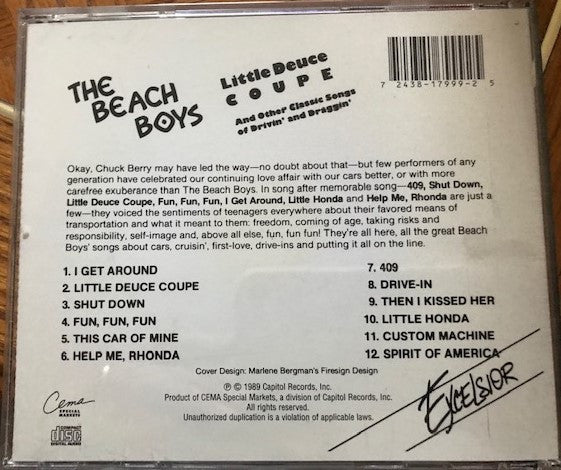 THE
BEACH
BOYS
Little Deuce
COUPE
And Other Classic Songs
of Drivin' and Draggin'
7 2438-17999-2 5
Okay, Chuck Berry may have led the way—no doubt about that—but few performers of any
generation have celebrated our continuing love affair with our cars better, or with more
carefree exuberance than The Beach Boys. In song after memorable song—409, Shut Down,
Little Deuce Coupe, Fun, Fun, Fun, I Get Around, Little Honda and Help Me, Rhonda are just a
few—they voiced the sentiments of teenagers everywhere about their favored means of
transportation and what it meant to them: freedom, coming of age, taking risks and
responsibility, self-image and, above all else, fun, fun fun! They're all here, all the great Beach
Boys' songs about cars, cruisin', first-love, drive-ins and putting it all on the line.
1. I GET AROUND
2. LITTLE DEUCE COUPE
3. SHUT DOWN
4. FUN, FUN, FUN
5. THIS CAR OF MINE
6. HELP ME, RHONDA
7. 409
8. DRIVE-IN
9. THEN I KISSED HER
10. LITTLE HONDA
11. CUSTOM MACHINE
12. SPIRIT OF AMERICA
Cover Design: Marlene Bergman's Firesign Design
℗ © 1989 Capitol Records, Inc.
Product of CEMA Special Markets, a division of Capitol Records, Inc.
All rights reserved.
Unauthorized duplication is a violation of applicable laws.
Cema
SPECIAL
MARKETS
COMPACT
disc
DIGITAL AUDIO
EXCELSIOR